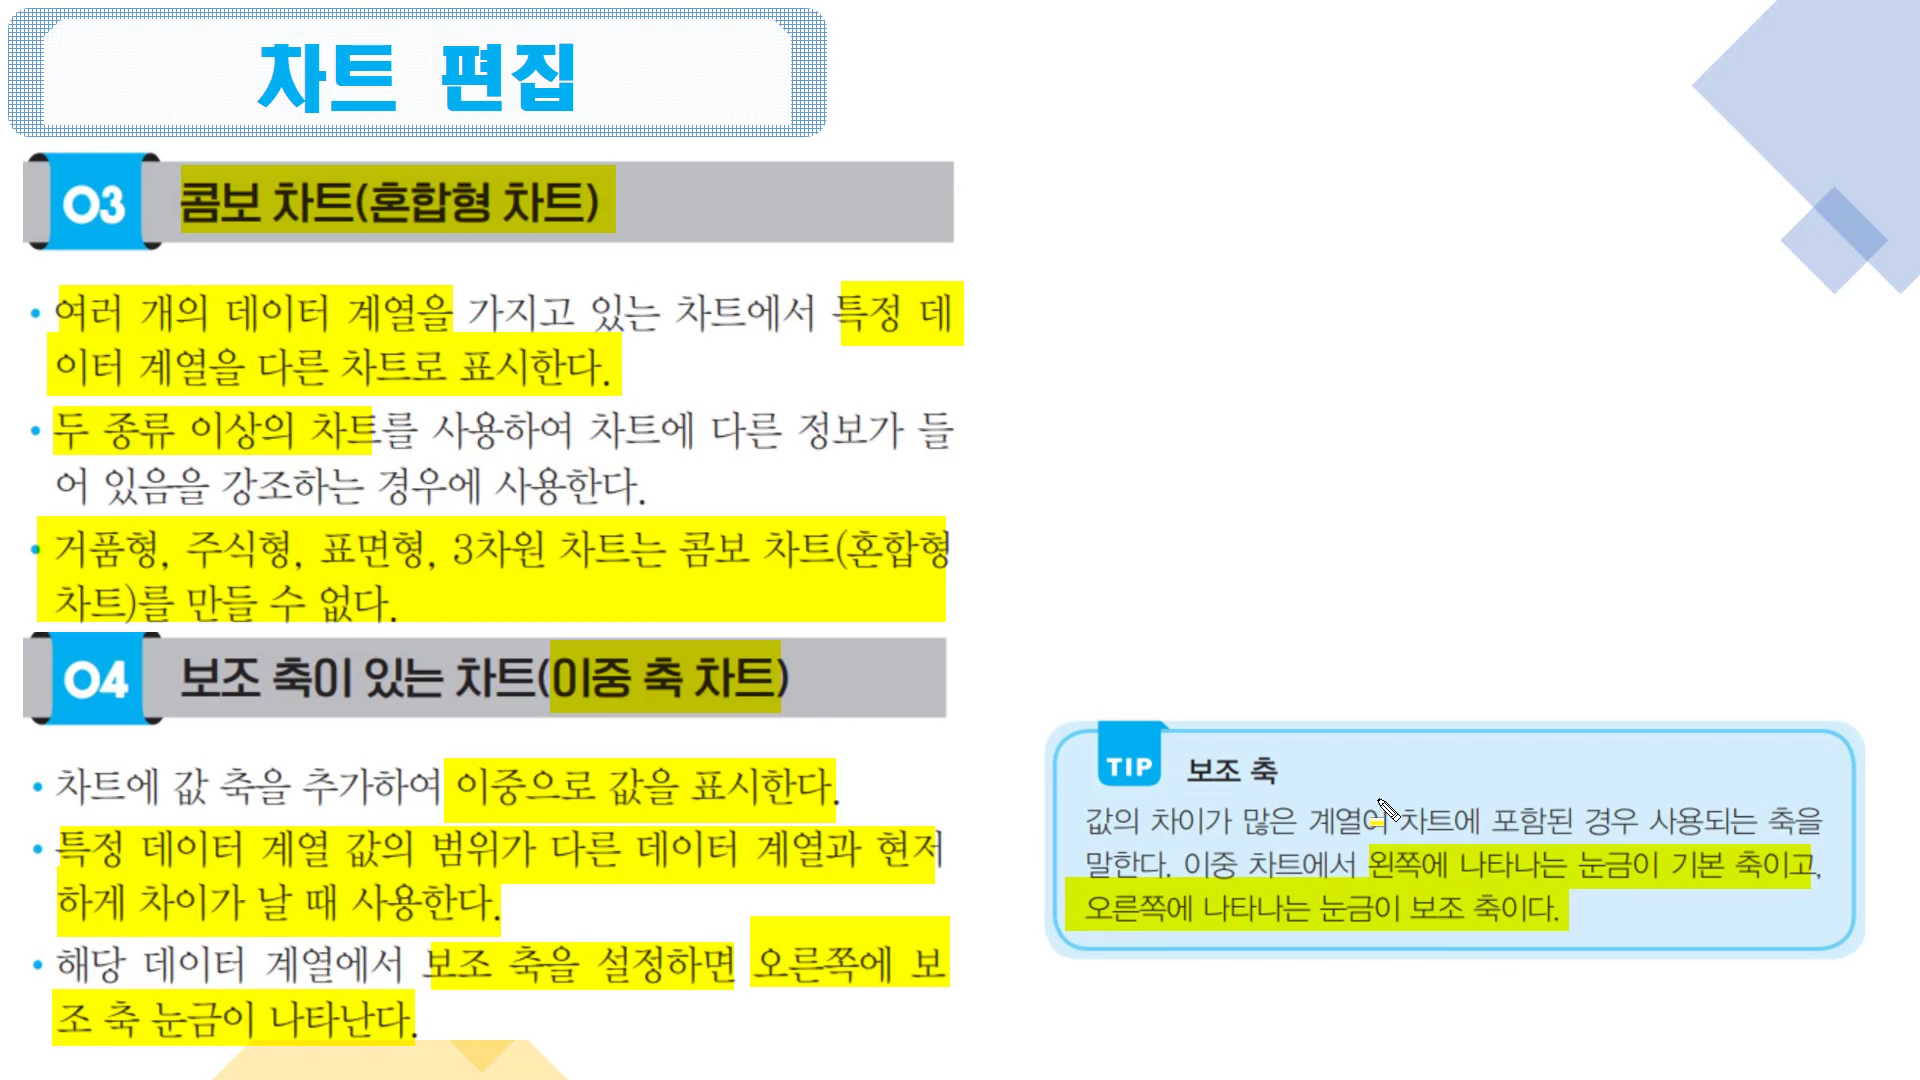 차트 편집
03 콤보 차트(혼합형 차트)
• 여러 개의 데이터 계열을 가지고 있는 차트에서 특정 데
이터 계열을 다른 차트로 표시한다.
• 두 종류 이상의 차트를 사용하여 차트에 다른 정보가 들
어 있음을 강조하는 경우에 사용한다.
• 거품형, 주식형, 표면형, 3차원 차트는 콤보 차트(혼합형
차트)를 만들 수 없다.
04 보조 축이 있는 차트(이중 축 차트)
• 차트에 값 축을 추가하여 이중으로 값을 표시한다.
• 특정 데이터 계열 값의 범위가 다른 데이터 계열과 현저
하게 차이가 날 때 사용한다.
• 해당 데이터 계열에서 보조 축을 설정하면 오른쪽에 보
조 축 눈금이 나타난다.
TIP 보조 축
값의 차이가 많은 계열이 차트에 포함된 경우 사용되는 축을
말한다. 이중 차트에서 왼쪽에 나타나는 눈금이 기본 축이고,
오른쪽에 나타나는 눈금이 보조 축이다.